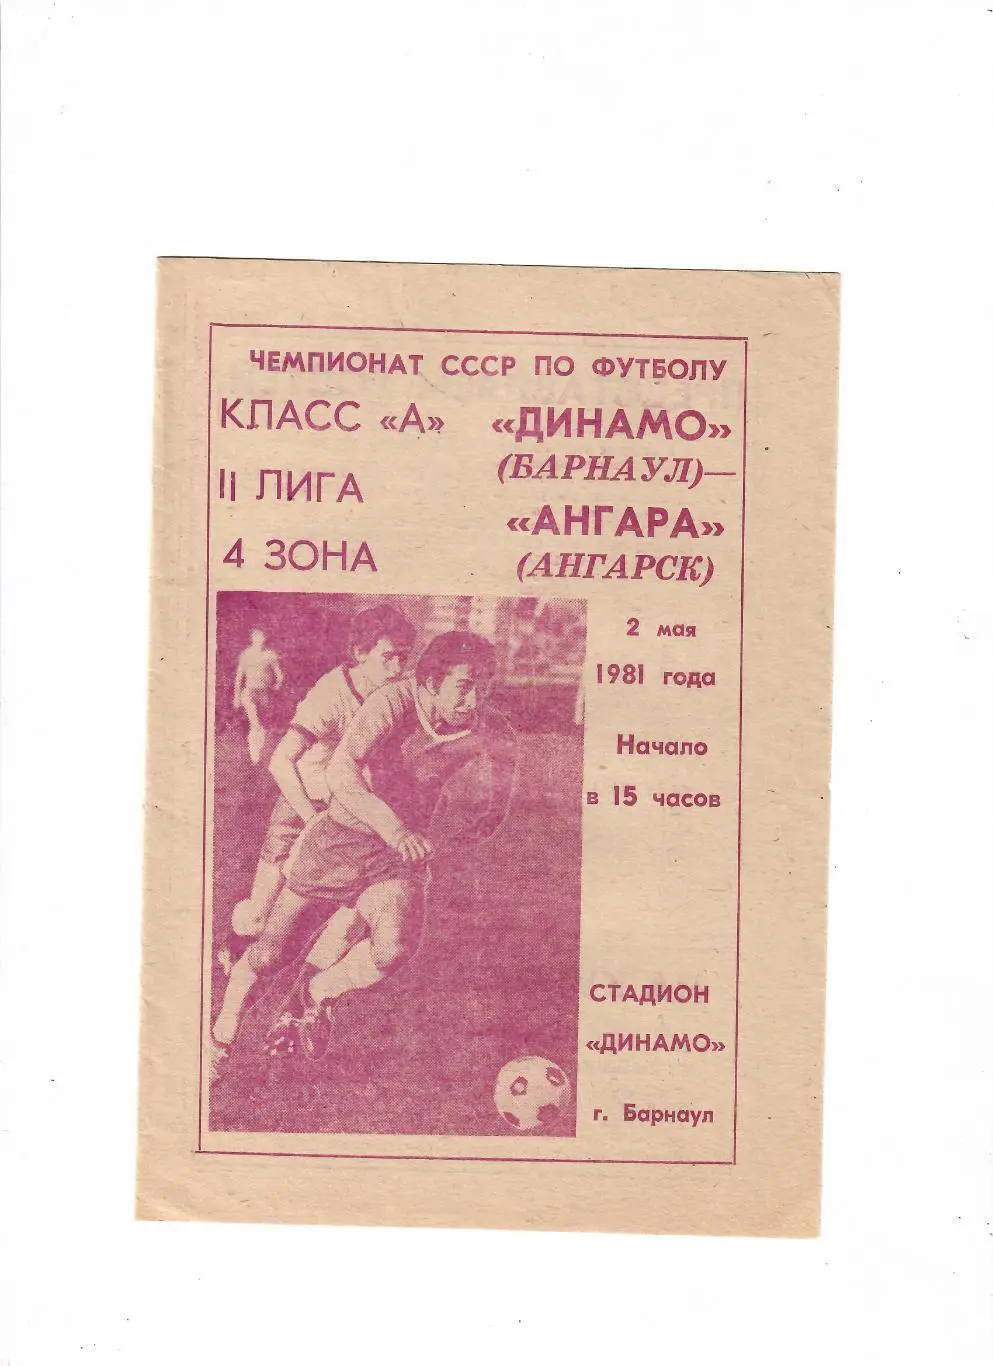 ЧЕМПИОНАТ СССР ПО ФУТБОЛУ
КЛАСС «А»
II ЛИГА
4 ЗОНА
«ДИНАМО»
(БАРНАУЛ)—
«АНГАРА»
(АНГАРСК)
2 мая
1981 года
Начало
в 15 часов
СТАДИОН
«ДИНАМО»
г. Барнаул